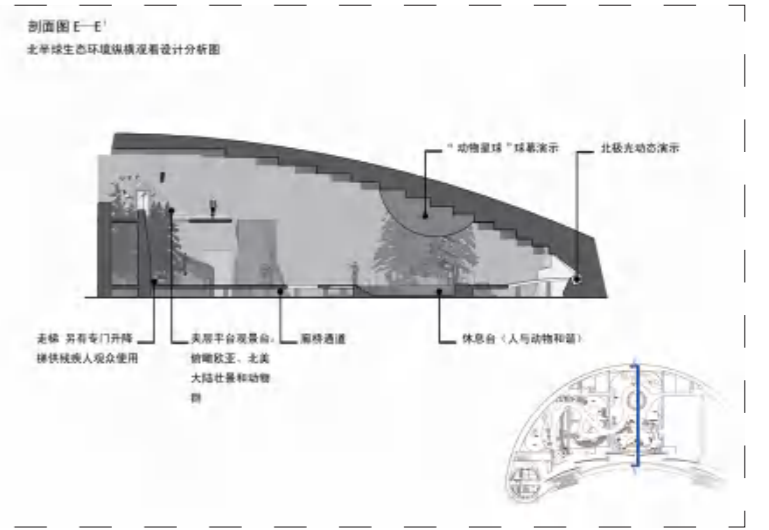 剖面图 E—E'
北半球生态环境纵横观看设计分析图
“动物星球”球幕演示
北极光动态演示
走梯 另有专门升降
梯供残疾人观众使用
夹层平台观景台，
俯瞰欧亚、北美
大陆壮景和动物
群
廊桥通道
休息台（人与动物和谐）